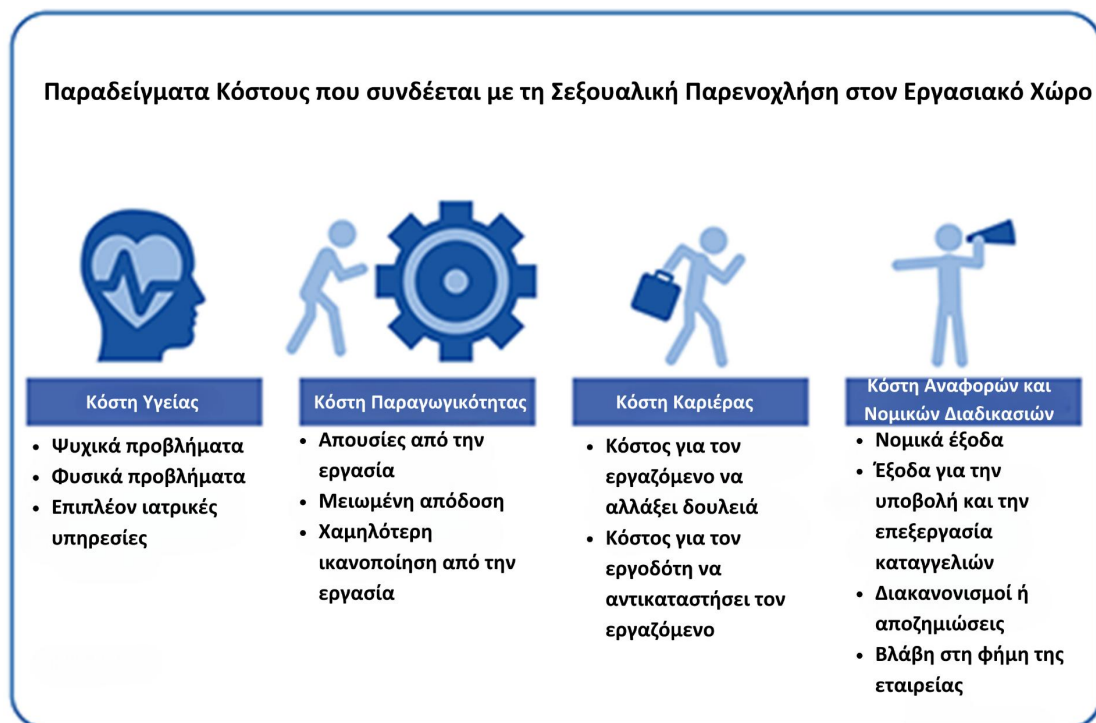 Παραδείγματα Κόστους που συνδέεται με τη Σεξουαλική Παρενοχλήση στον Εργασιακό Χώρο
Κόστη Υγείας
• Ψυχικά προβλήματα
• Φυσικά προβλήματα
• Επιπλέον ιατρικές
υπηρεσίες
Κόστη Παραγωγικότητας
• Απουσίες από την
εργασία
• Μειωμένη απόδοση
• Χαμηλότερη
ικανοποίηση από την
εργασία
Κόστη Καριέρας
• Κόστος για τον
εργαζόμενο να
αλλάξει δουλειά
• Κόστος για τον
εργοδότη να
αντικαταστήσει τον
εργαζόμενο
Κόστη Αναφορών και
Νομικών Διαδικασιών
• Νομικά έξοδα
• Έξοδα για την
υποβολή και την
επεξεργασία
καταγγελιών
• Διακανονισμοί ή
αποζημιώσεις
• Βλάβη στη φήμη της
εταιρείας